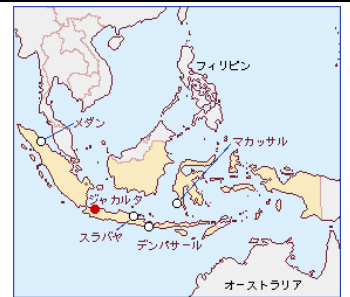 フィリピン
メダン
マカッサル
ジャカルタ
スラバヤ
デンパサール
オーストラリア